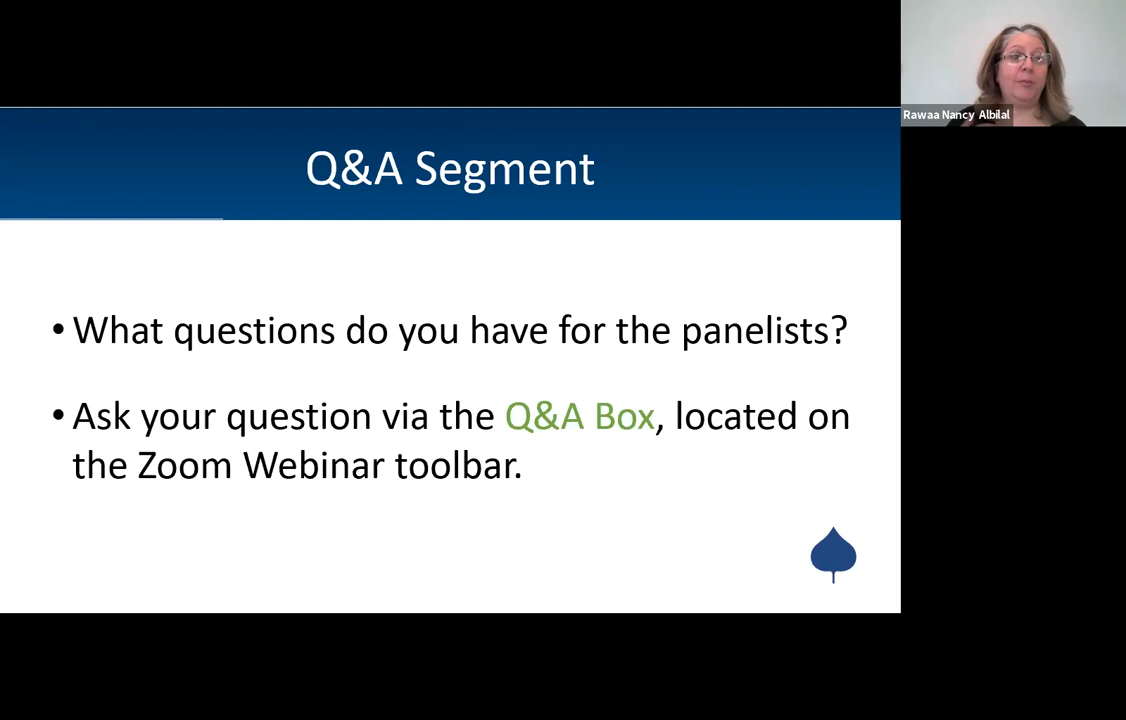 Rawaa Nancy Albilal
Q&A Segment
• What questions do you have for the panelists?
• Ask your question via the Q&A Box, located on
the Zoom Webinar toolbar.